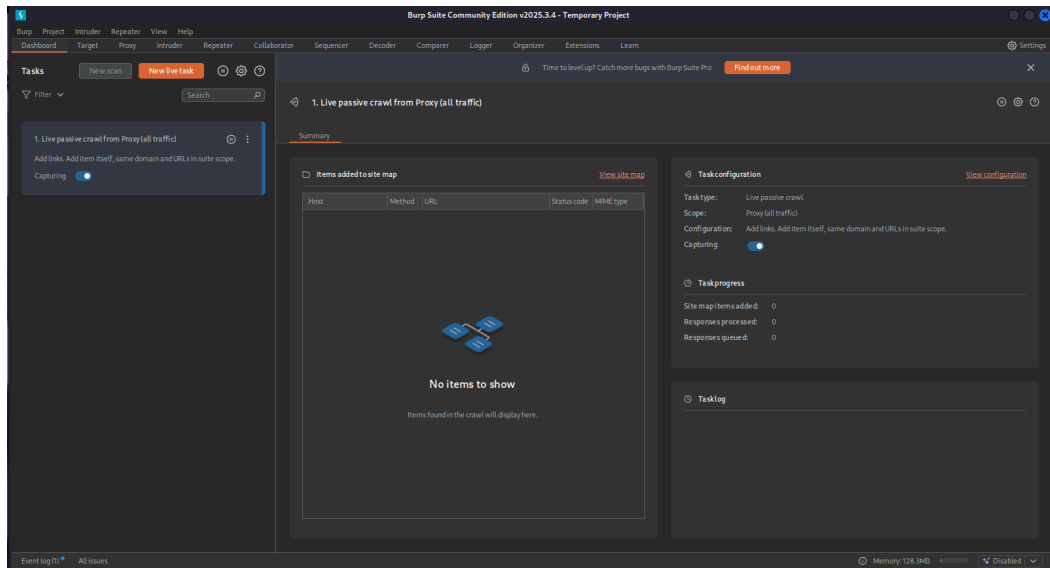 Burp Suite Community Edition v2025.3.4 - Temporary Project
Burp Project Intruder Repeater View Help
Dashboard Target Proxy Intruder Repeater Collaborator Sequencer Decoder Comparer Logger Organizer Extensions Learn Settings
Tasks New scan New live task
Time to level up? Catch more bugs with Burp Suite Pro Find out more
Filter Search
1. Live passive crawl from Proxy (all traffic)
Add links. Add item itself, same domain and URLs in suite scope.
Capturing
1. Live passive crawl from Proxy (all traffic)
Summary
Items added to site map View site map
Host Method URL Status code MIME type
No items to show
Items found in the crawl will display here.
Task configuration View configuration
Task type: Live passive crawl
Scope: Proxy (all traffic)
Configuration: Add links. Add item itself, same domain and URLs in suite scope.
Capturing
Task progress
Site map items added: 0
Responses processed: 0
Responses queued: 0
Task log
Event log (1) All issues Memory: 128.3MB Disabled